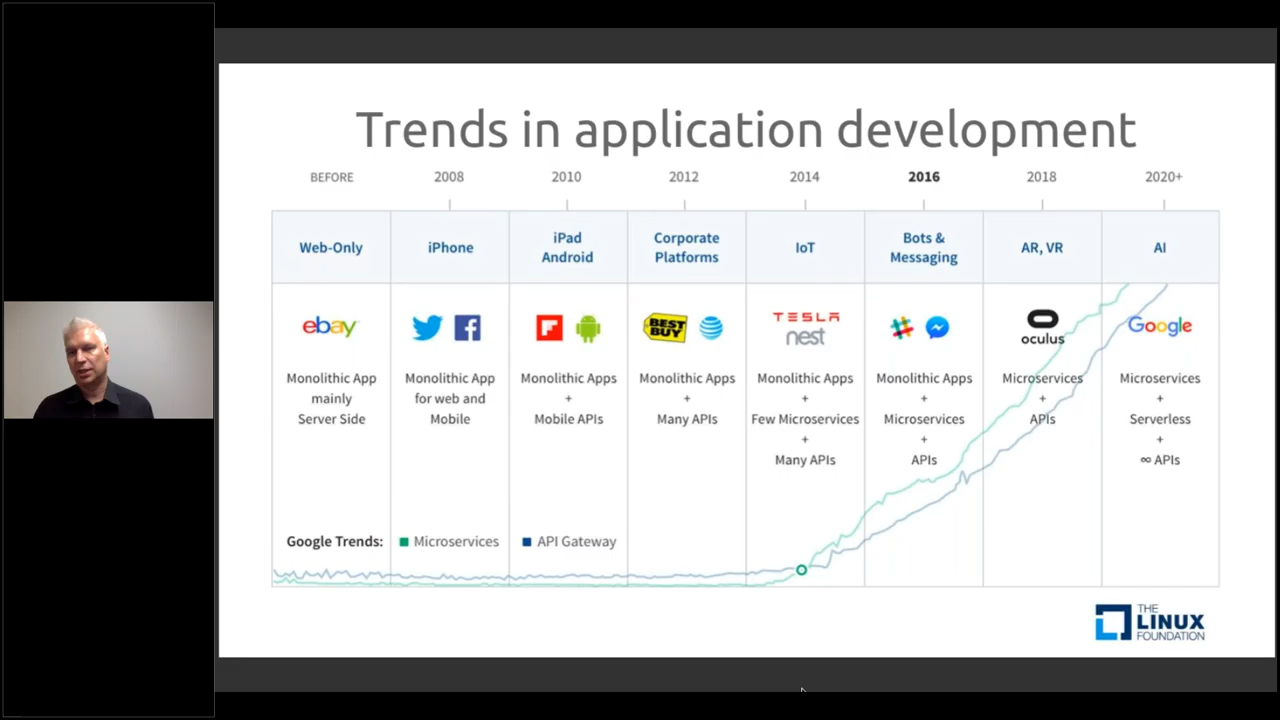 Trends in application development
BEFORE 2008 2010 2012 2014 2016 2018 2020+
Web-Only
iPhone
iPad
Android
Corporate
Platforms
IoT
Bots &
Messaging
AR, VR
AI
ebay
BEST
BUY
TESLA
nest
oculus
Google
Monolithic App
mainly
Server Side
Monolithic App
for web and
Mobile
Monolithic Apps
+
Mobile APIs
Monolithic Apps
+
Many APIs
Monolithic Apps
+
Few Microservices
+
Many APIs
Monolithic Apps
+
Microservices
+
APIs
Microservices
+
APIs
Microservices
+
Serverless
+
∞ APIs
Google Trends: Microservices API Gateway
THE
LINUX
FOUNDATION